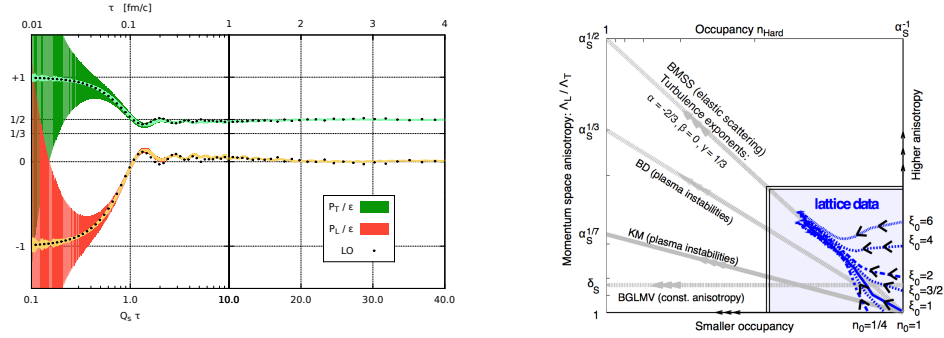 τ [fm/c]
0.01 0.1 1 2 3 4
+1
1/2
1/3
0
-1
P_T / ε
P_L / ε
LO
0.1 1.0 10.0 20.0 30.0 40.0
Q_s τ
1 Occupancy n_Hard α_S^-1
α_S^1/2
α_S^1/3
α_S^1/7
δ_S
1
Momentum space anisotropy: Λ_L / Λ_T
BMSS (elastic scattering)
Turbulence exponents:
α = -2/3, β = 0, γ = 1/3
BD (plasma instabilities)
KM (plasma instabilities)
BGLMV (const. anisotropy)
lattice data
Higher anisotropy
ξ_0=6
ξ_0=4
ξ_0=2
ξ_0=3/2
ξ_0=1
n_0=1/4 n_0=1
Smaller occupancy